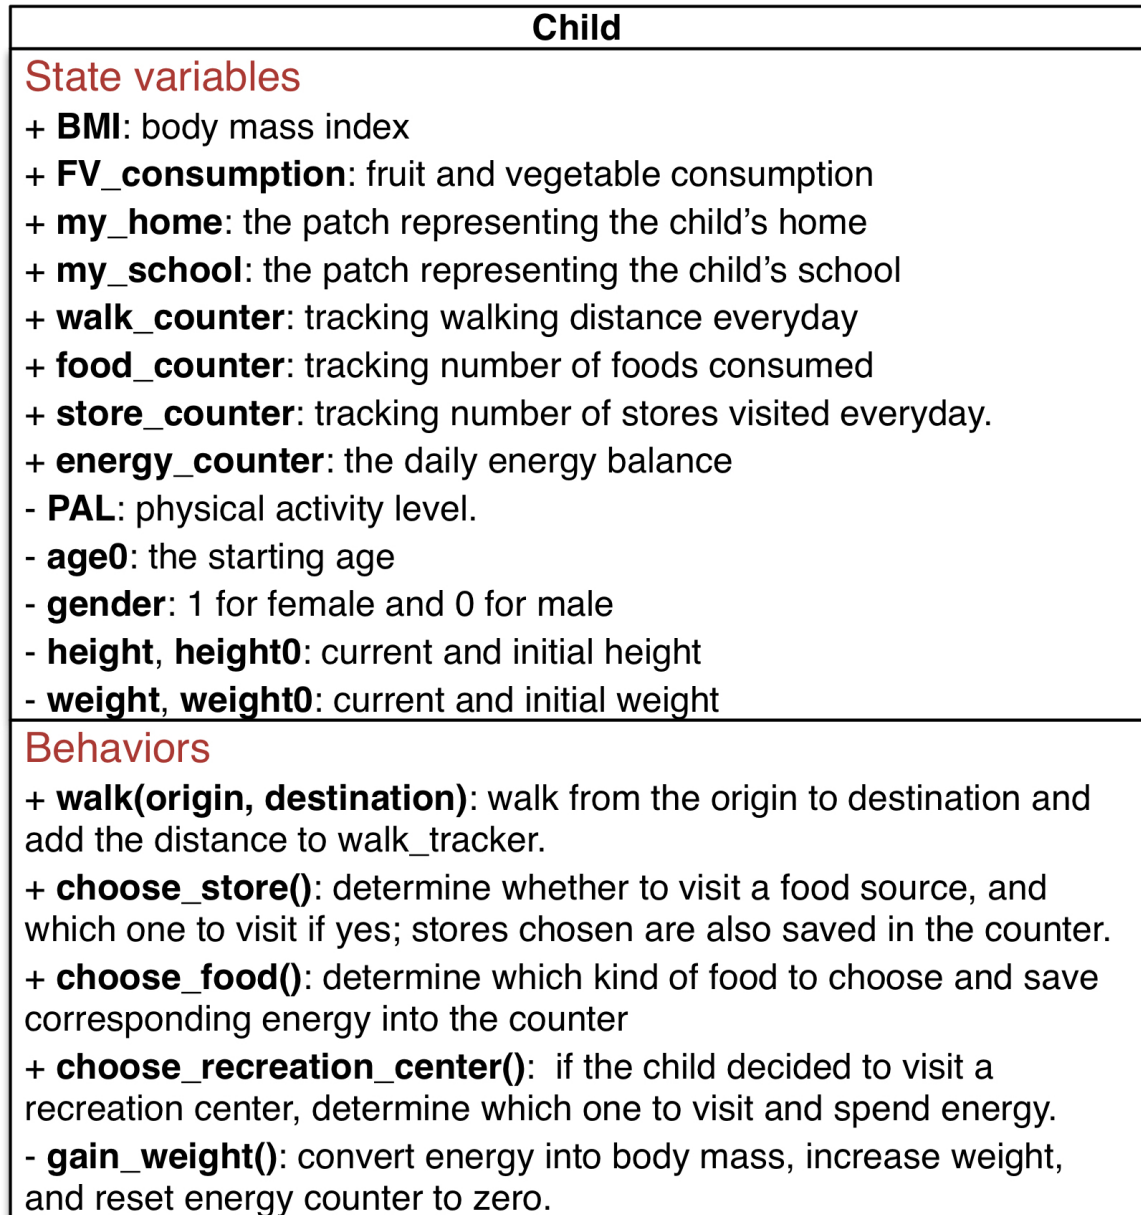 Child
State variables
+ BMI: body mass index
+ FV_consumption: fruit and vegetable consumption
+ my_home: the patch representing the child’s home
+ my_school: the patch representing the child’s school
+ walk_counter: tracking walking distance everyday
+ food_counter: tracking number of foods consumed
+ store_counter: tracking number of stores visited everyday.
+ energy_counter: the daily energy balance
- PAL: physical activity level.
- age0: the starting age
- gender: 1 for female and 0 for male
- height, height0: current and initial height
- weight, weight0: current and initial weight
Behaviors
+ walk(origin, destination): walk from the origin to destination and
add the distance to walk_tracker.
+ choose_store(): determine whether to visit a food source, and
which one to visit if yes; stores chosen are also saved in the counter.
+ choose_food(): determine which kind of food to choose and save
corresponding energy into the counter
+ choose_recreation_center():  if the child decided to visit a
recreation center, determine which one to visit and spend energy.
- gain_weight(): convert energy into body mass, increase weight,
and reset energy counter to zero.